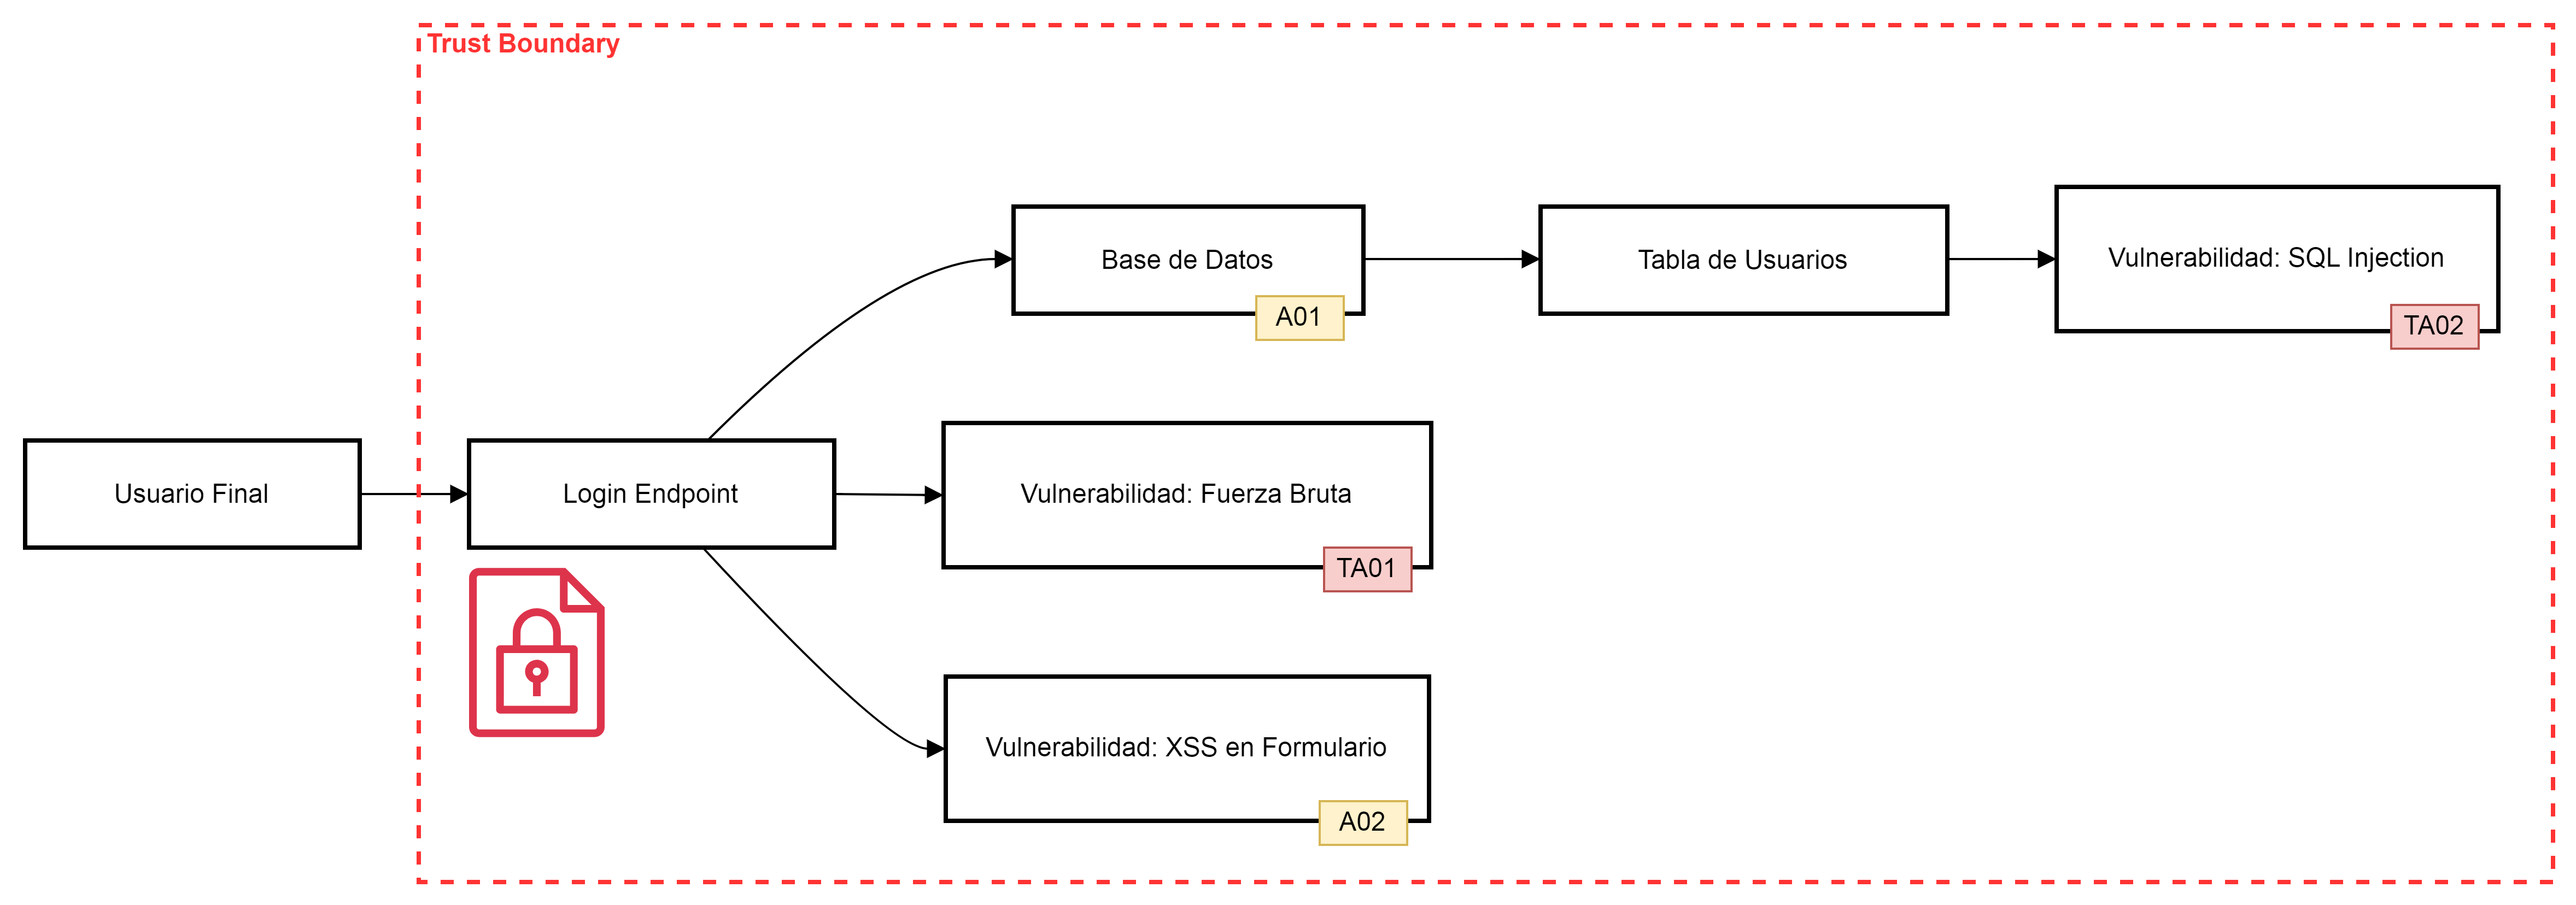 Trust Boundary
Usuario Final
Login Endpoint
Base de Datos
A01
Tabla de Usuarios
Vulnerabilidad: SQL Injection
TA02
Vulnerabilidad: Fuerza Bruta
TA01
Vulnerabilidad: XSS en Formulario
A02